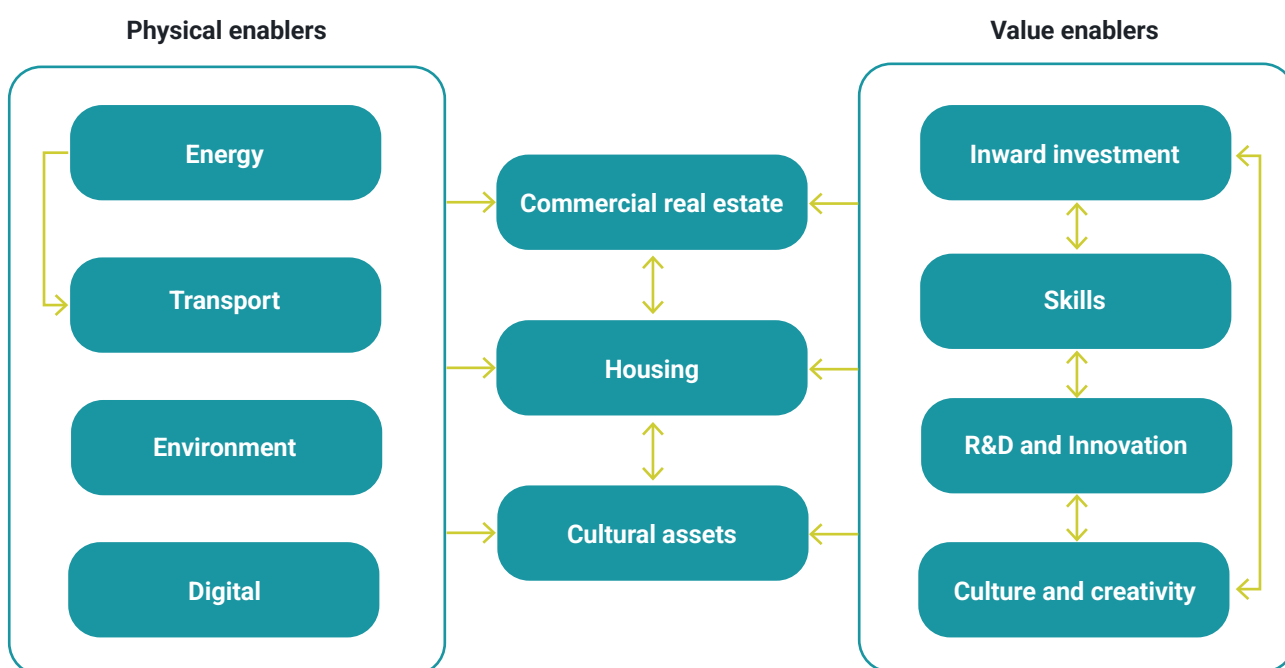 Physical enablers
Energy
Transport
Environment
Digital
Commercial real estate
Housing
Cultural assets
Value enablers
Inward investment
Skills
R&D and Innovation
Culture and creativity